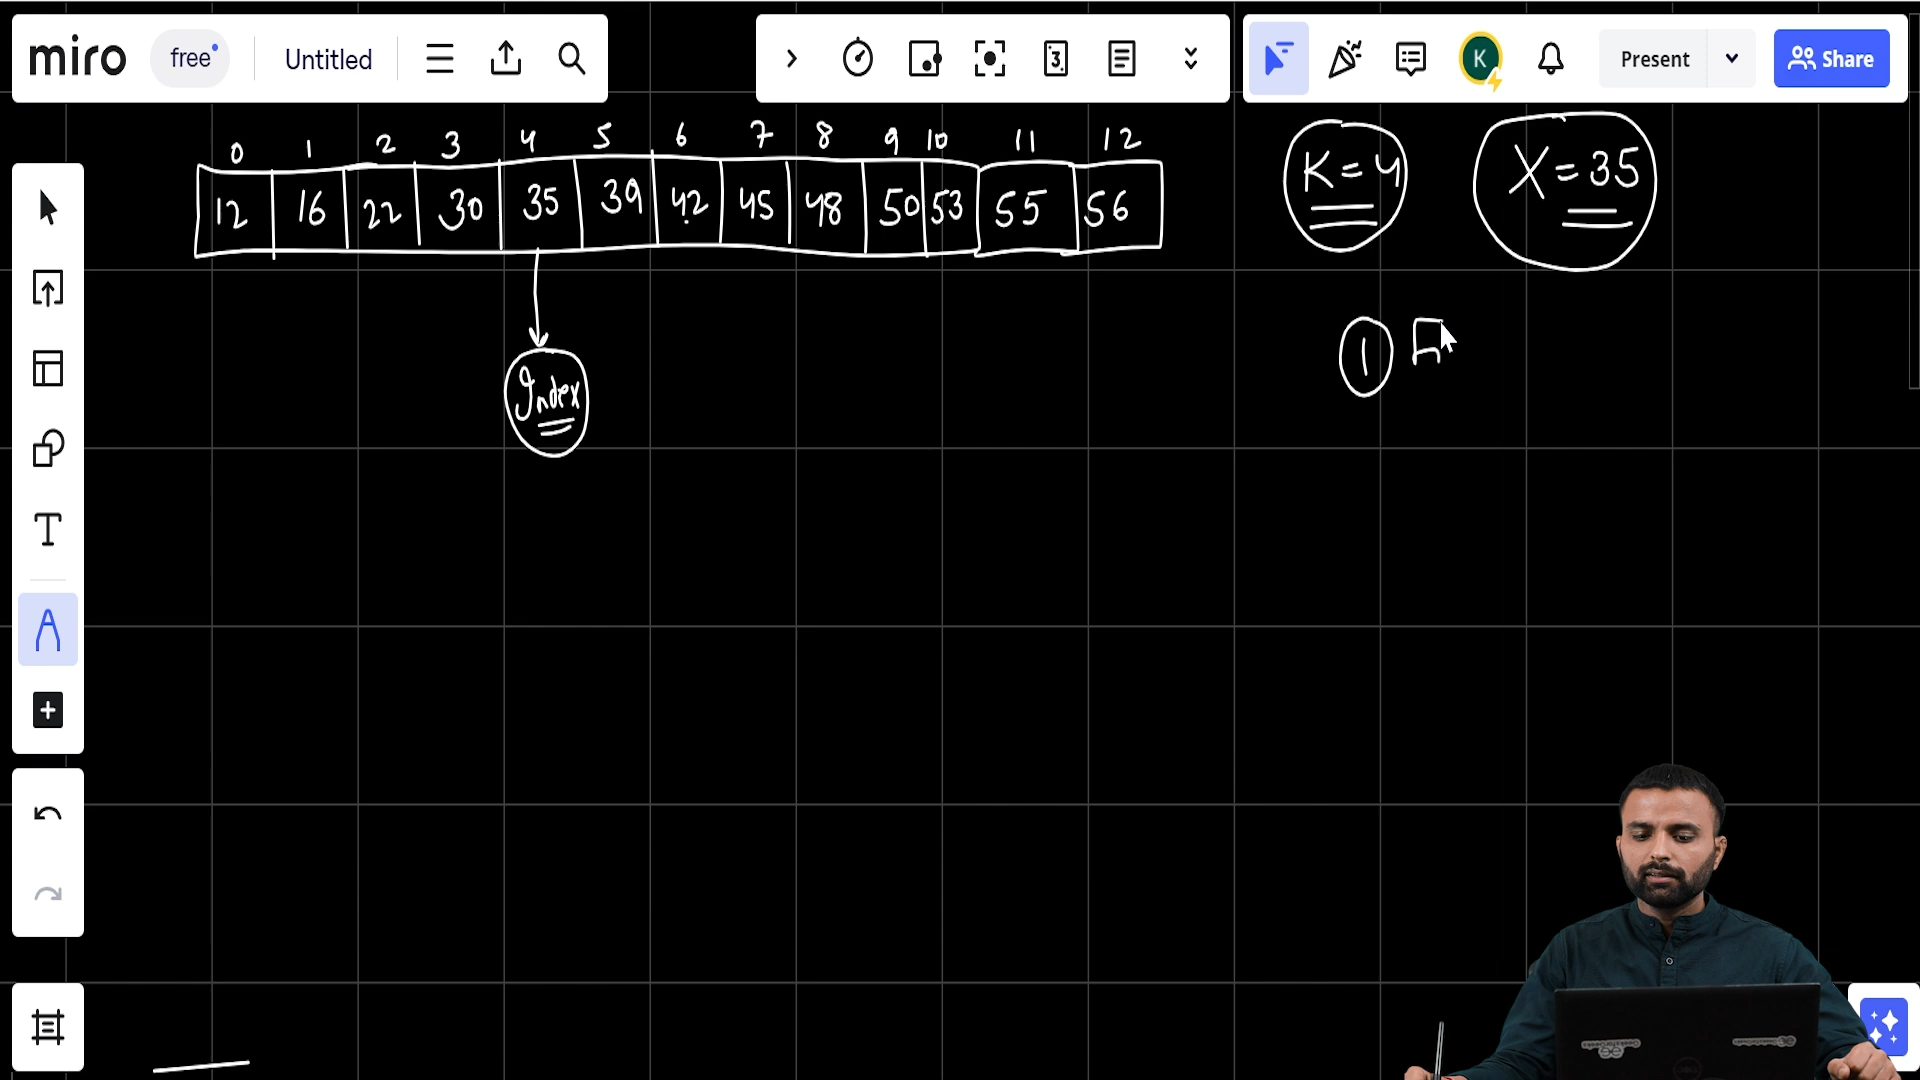 miro free Untitled Present Share
K
3
0 1 2 3 4 5 6 7 8 9 10 11 12
12 16 22 30 35 39 42 45 48 50 53 55 56
K=4 X=35
Index
1
T